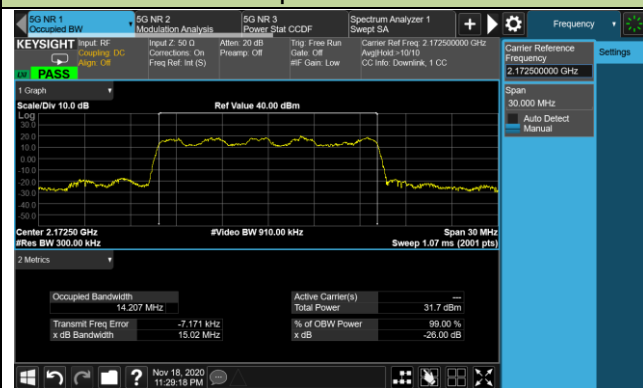 5G NR 1
Occupied BW
5G NR 2
Modulation Analysis
5G NR 3
Power Stat CCDF
Spectrum Analyzer 1
Swept SA
Frequency
KEYSIGHT
Input: RF
Coupling: DC
Align: Off
Input Z: 50 Ω
Corrections: On
Freq Ref: Int (S)
Atten: 20 dB
Preamp: Off
Trig: Free Run
Gate: Off
#IF Gain: Low
Carrier Ref Freq: 2.172500000 GHz
Avg|Hold:>10/10
CC Info: Downlink, 1 CC
LXI
PASS
Carrier Reference
Frequency
2.172500000 GHz
Settings
Span
30.000 MHz
Auto Detect
Manual
1 Graph
Scale/Div 10.0 dB
Ref Value 40.00 dBm
Log
30.0
20.0
10.0
0.00
-10.0
-20.0
-30.0
-40.0
-50.0
Center 2.17250 GHz
#Video BW 910.00 kHz
Span 30 MHz
#Res BW 300.00 kHz
Sweep 1.07 ms (2001 pts)
2 Metrics
Occupied Bandwidth
14.207 MHz
Active Carrier(s)
---
Total Power
31.7 dBm
Transmit Freq Error
-7.171 kHz
% of OBW Power
99.00 %
x dB Bandwidth
15.02 MHz
x dB
-26.00 dB
?
Nov 18, 2020
11:29:18 PM